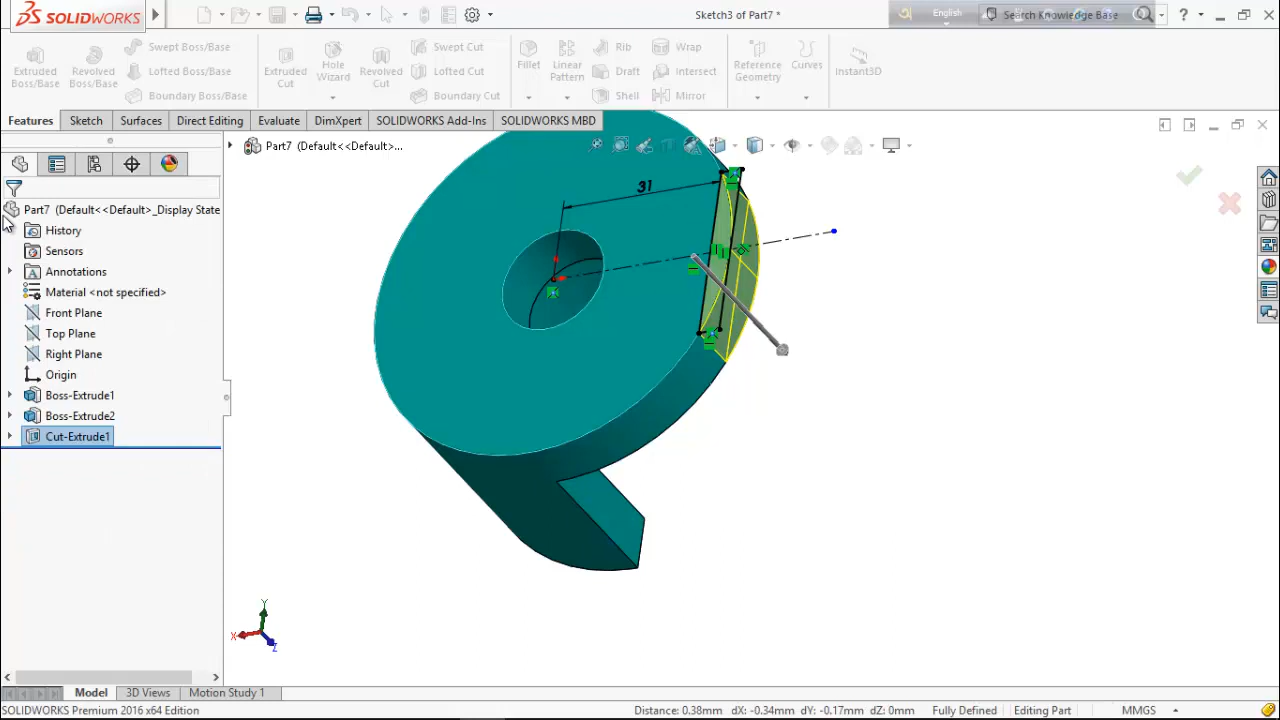 SOLIDWORKS
Sketch3 of Part7 *
English
Search Knowledge Base
Extruded Boss/Base
Revolved Boss/Base
Swept Boss/Base
Lofted Boss/Base
Boundary Boss/Base
Extruded Cut
Hole Wizard
Revolved Cut
Swept Cut
Lofted Cut
Boundary Cut
Fillet
Linear Pattern
Rib
Draft
Shell
Wrap
Intersect
Mirror
Reference Geometry
Curves
Instant3D
Features
Sketch
Surfaces
Direct Editing
Evaluate
DimXpert
SOLIDWORKS Add-Ins
SOLIDWORKS MBD
Part7 (Default<<Default>...
Part7 (Default<<Default>_Display State
History
Sensors
Annotations
Material <not specified>
Front Plane
Top Plane
Right Plane
Origin
Boss-Extrude1
Boss-Extrude2
Cut-Extrude1
31
Y
X
Z
Model
3D Views
Motion Study 1
SOLIDWORKS Premium 2016 x64 Edition
Distance: 0.38mm dX: -0.34mm dY: -0.17mm dZ: 0mm
Fully Defined
Editing Part
MMGS